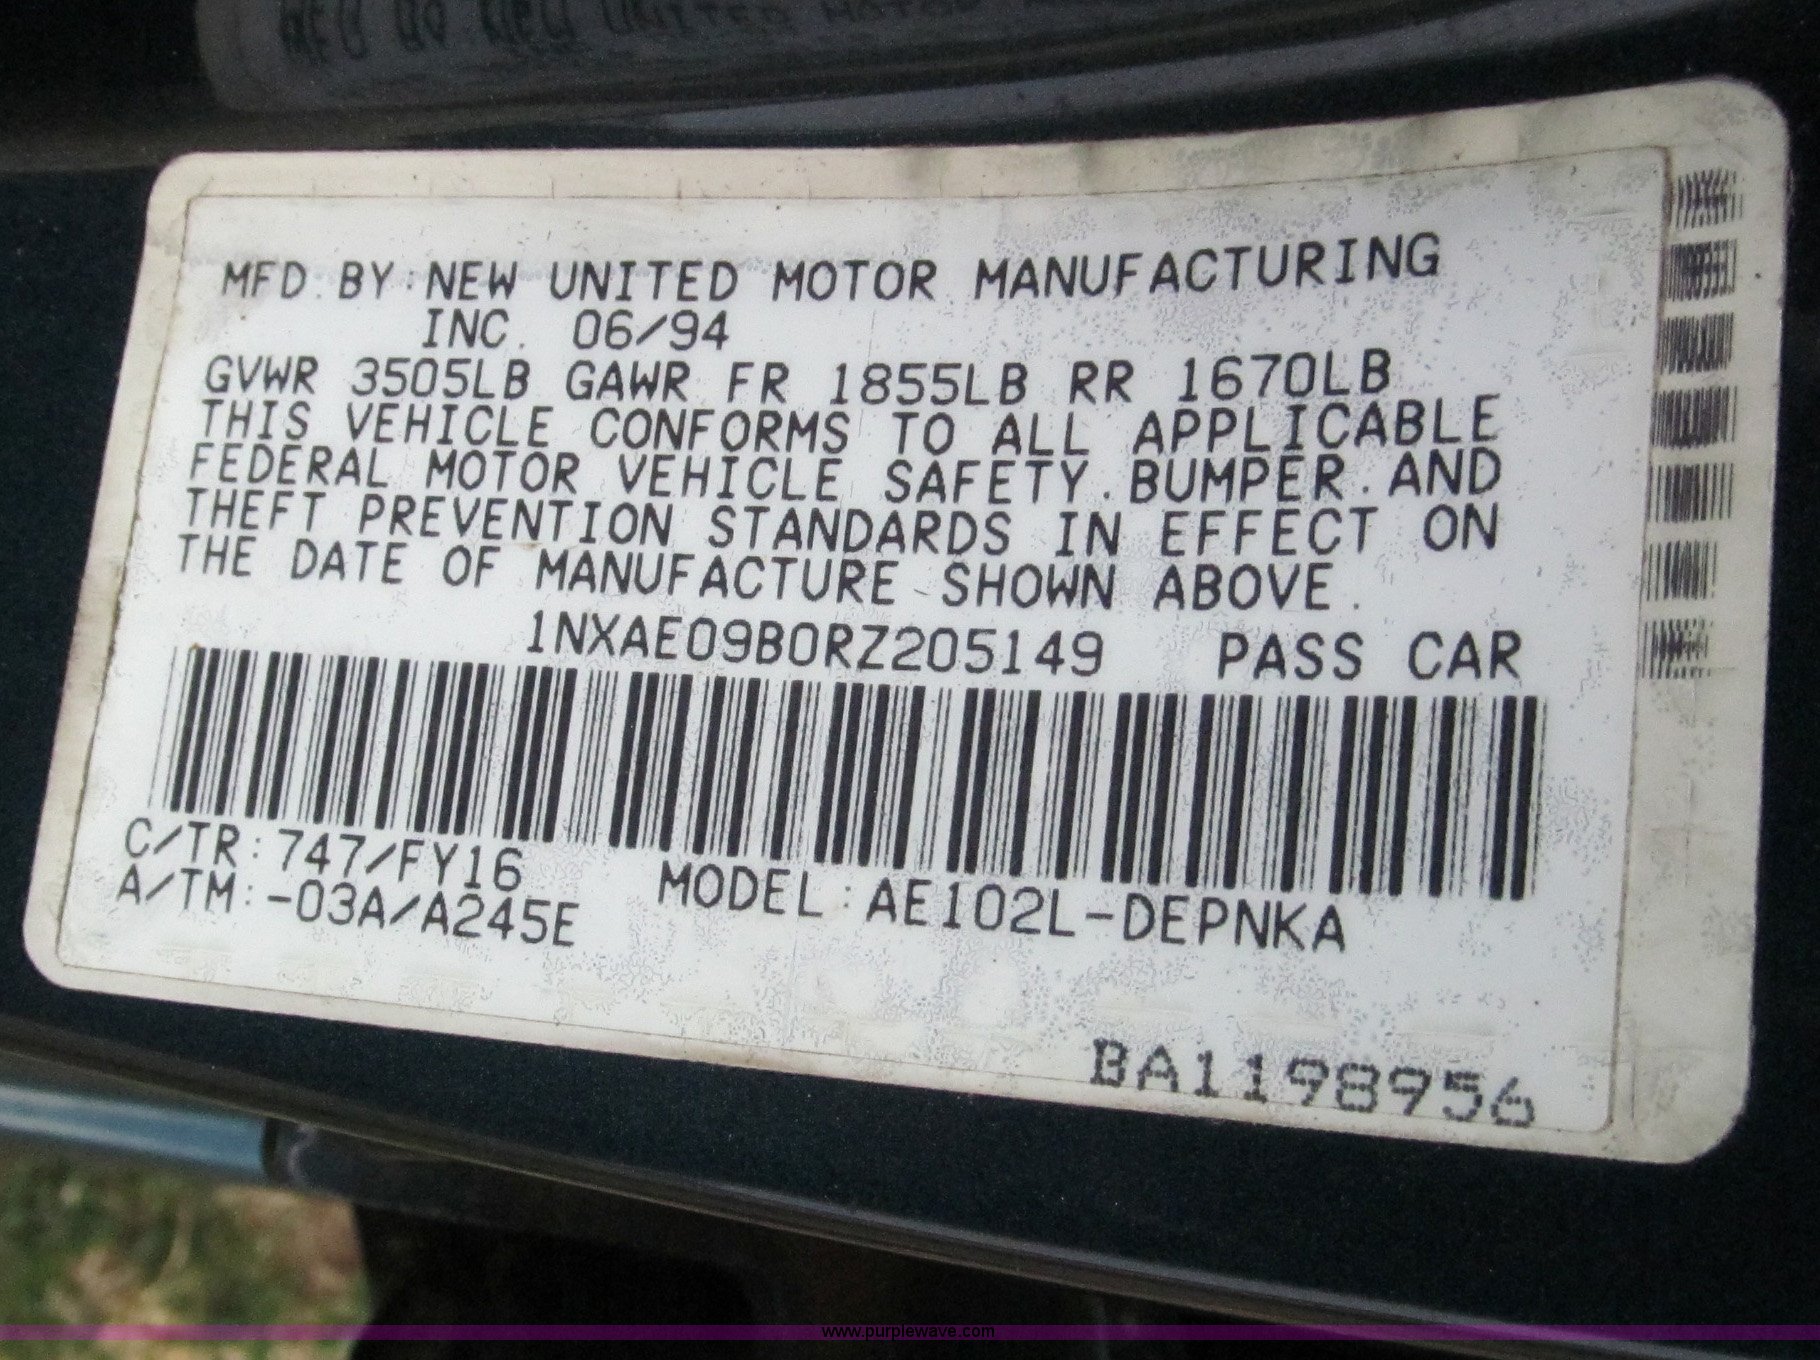 MFD. BY: NEW UNITED MOTOR MANUFACTURING
INC. 06/94
GVWR 3505LB GAWR FR 1855LB RR 1670LB
THIS VEHICLE CONFORMS TO ALL APPLICABLE
FEDERAL MOTOR VEHICLE SAFETY. BUMPER. AND
THEFT PREVENTION STANDARDS IN EFFECT ON
THE DATE OF MANUFACTURE SHOWN ABOVE.
1NXAE09B0RZ205149 PASS CAR
C/TR: 747/FY16
A/TM: -03A/A245E
MODEL: AE102L-DEPNKA
BA1198956
www.purplewave.com